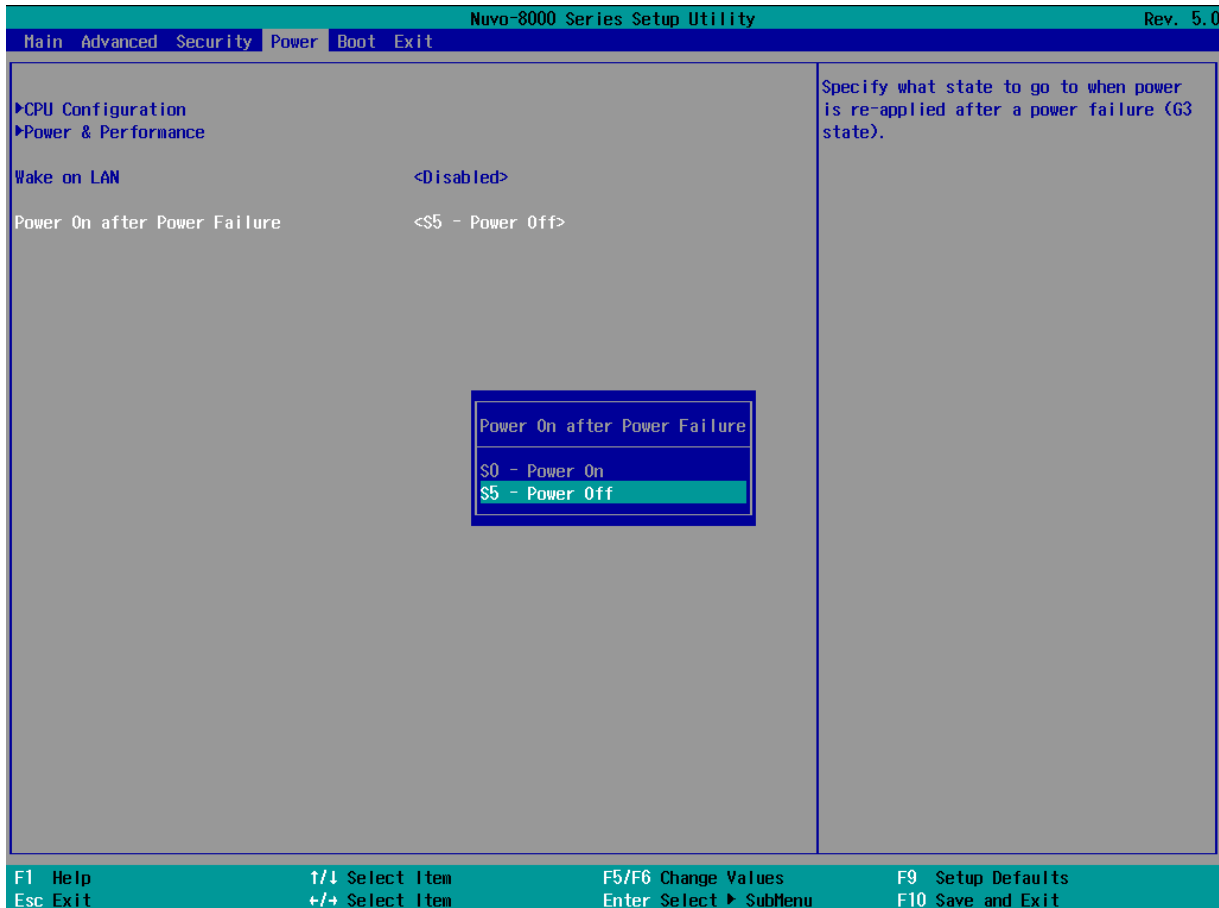 Nuvo-8000 Series Setup Utility Rev. 5.0
Main Advanced Security Power Boot Exit
▶CPU Configuration
▶Power & Performance
Wake on LAN <Disabled>
Power On after Power Failure <S5 - Power Off>
Specify what state to go to when power
is re-applied after a power failure (G3
state).
Power On after Power Failure
S0 - Power On
S5 - Power Off
F1 Help ↑/↓ Select Item F5/F6 Change Values F9 Setup Defaults
Esc Exit ←/→ Select Item Enter Select ▶ SubMenu F10 Save and Exit